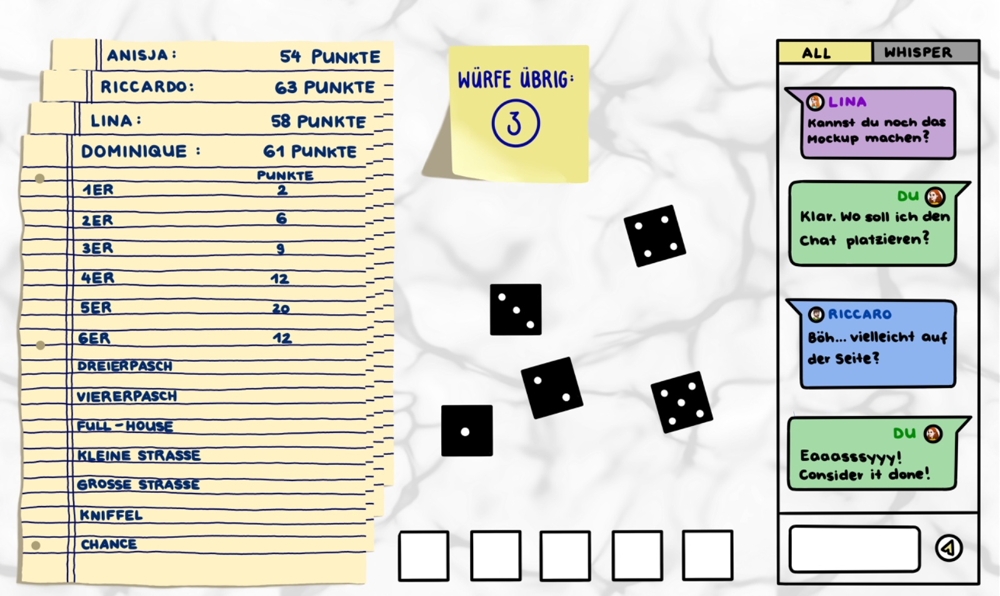 ANISJA: 54 PUNKTE
RICCARDO: 63 PUNKTE
LINA: 58 PUNKTE
DOMINIQUE: 61 PUNKTE
PUNKTE
1ER 2
2ER 6
3ER 9
4ER 12
5ER 20
6ER 12
DREIERPASCH
VIERERPASCH
FULL-HOUSE
KLEINE STRASSE
GROSSE STRASSE
KNIFFEL
CHANCE
WÜRFE ÜBRIG:
3
ALL WHISPER
LINA
Kannst du noch das
Mockup machen?
DU
Klar. Wo soll ich den
Chat platzieren?
RICCARO
Böh... vielleicht auf
der Seite?
DU
Eaaasssyyy!
Consider it done!